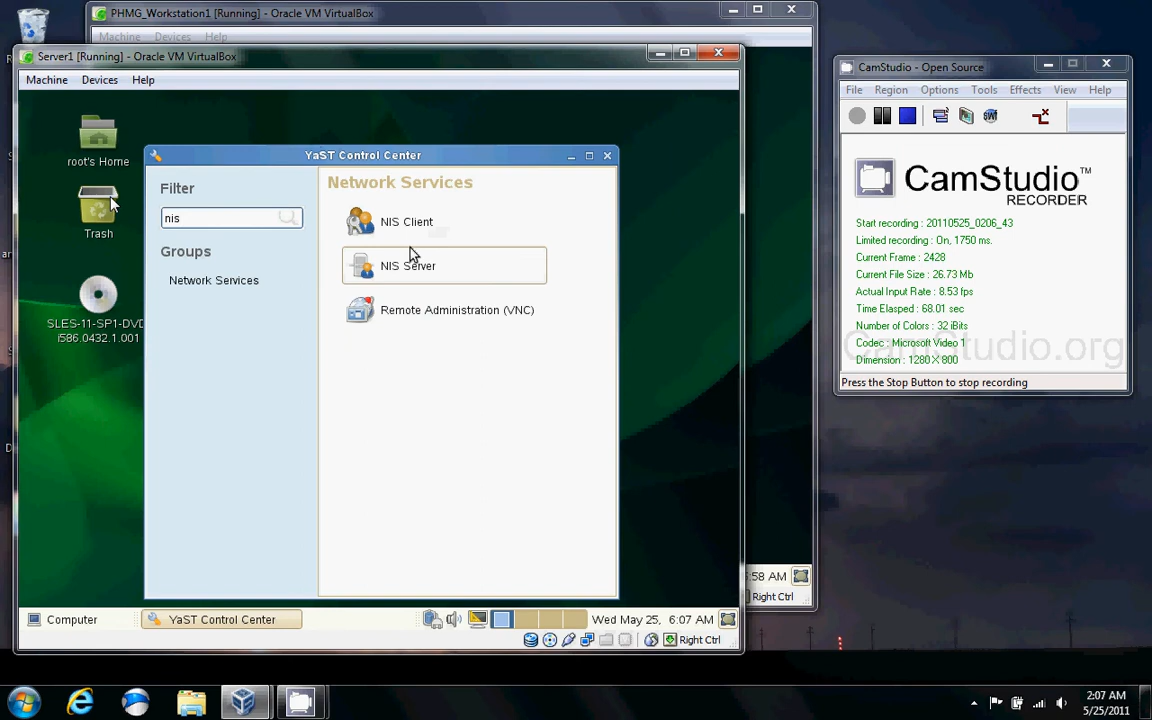 PHMG_Workstation1 [Running] - Oracle VM VirtualBox
Machine Devices Help
Server1 [Running] - Oracle VM VirtualBox
Machine Devices Help
root's Home
Trash
SLES-11-SP1-DVD
i586.0432.1.001
YaST Control Center
Filter
nis
Groups
Network Services
Network Services
NIS Client
NIS Server
Remote Administration (VNC)
Computer
YaST Control Center
Wed May 25, 6:07 AM
Right Ctrl
:58 AM
Right Ctrl
CamStudio - Open Source
File Region Options Tools Effects View Help
SWF
CamStudio™
RECORDER
Start recording : 20110525_0206_43
Limited recording : On, 1750 ms.
Current Frame : 2428
Current File Size : 26.73 Mb
Actual Input Rate : 8.53 fps
Time Elasped : 68.01 sec
Number of Colors : 32 iBits
Codec : Microsoft Video 1
Dimension : 1280X800
CamStudio.org
Press the Stop Button to stop recording
2:07 AM
5/25/2011